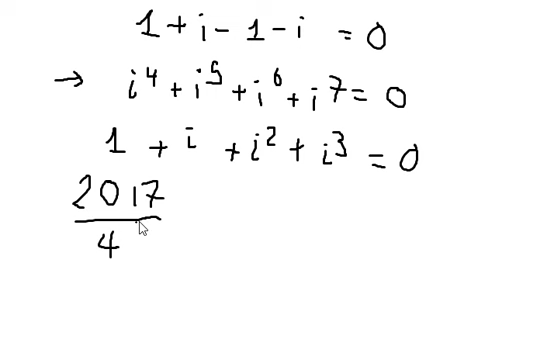 1 + i - 1 - i = 0
→ i⁴ + i⁵ + i⁶ + i⁷ = 0
1 + i + i² + i³ = 0
2017
4